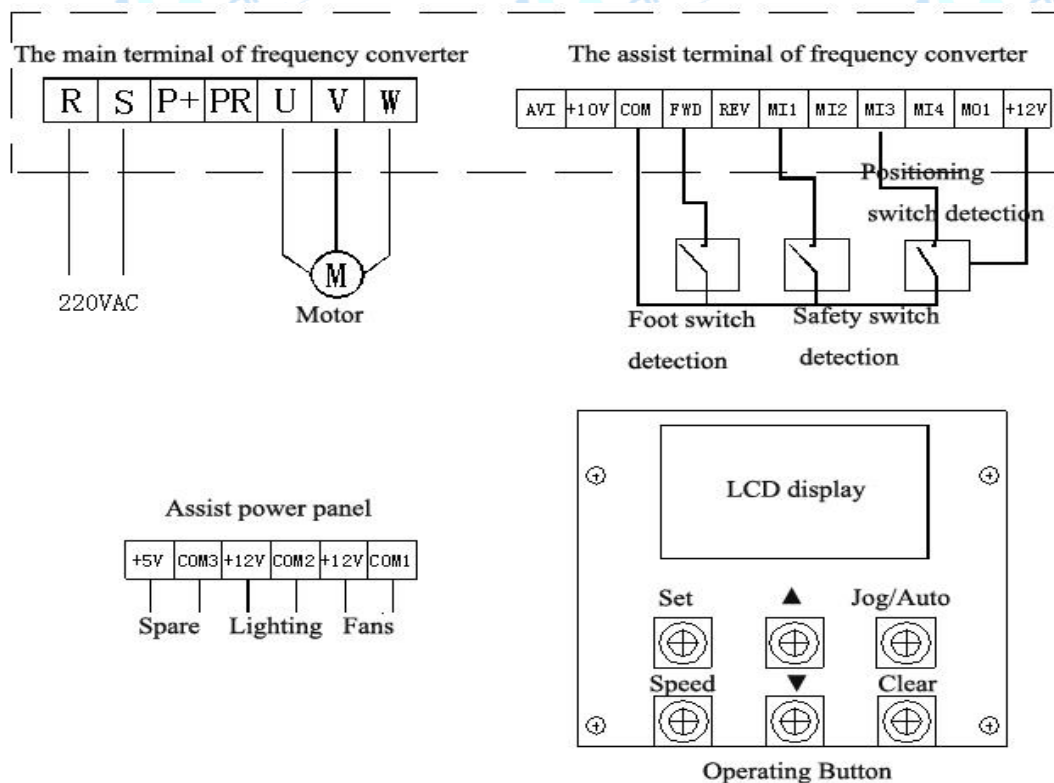 The main terminal of frequency converter
R S P+ PR U V W
220VAC
M
Motor
The assist terminal of frequency converter
AVI +10V COM FWD REV MI1 MI2 MI3 MI4 MO1 +12V
Positioning
switch detection
Foot switch
detection
Safety switch
detection
Assist power panel
+5V COM3 +12V COM2 +12V COM1
Spare Lighting Fans
LCD display
Set ▲ Jog/Auto
Speed ▼ Clear
Operating Button